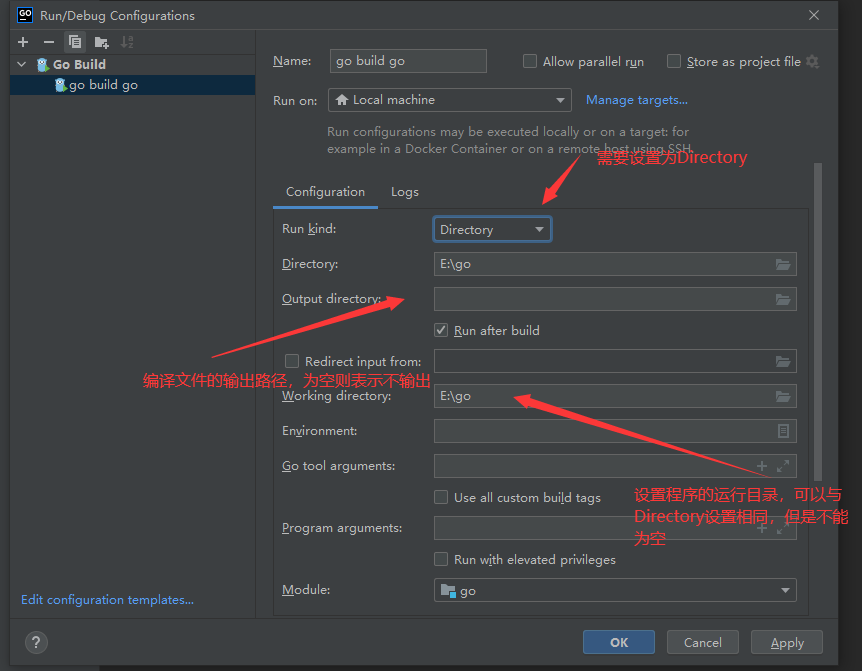 GO Run/Debug Configurations
Go Build
go build go
Name: go build go Allow parallel run Store as project file
Run on: Local machine Manage targets...
Run configurations may be executed locally or on a target: for
example in a Docker Container or on a remote host using SSH.
需要设置为Directory
Configuration Logs
Run kind: Directory
Directory: E:\go
Output directory:
Run after build
Redirect input from:
编译文件的输出路径，为空则表示不输出
Working directory: E:\go
Environment:
Go tool arguments:
Use all custom build tags
设置程序的运行目录，可以与
Directory设置相同，但是不能
为空
Program arguments:
Run with elevated privileges
Module: go
Edit configuration templates...
? OK Cancel Apply